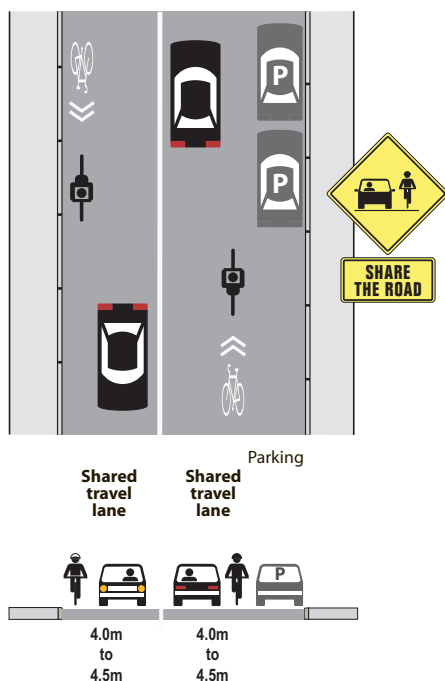 P
P
SHARE
THE ROAD
Parking
Shared
travel
lane
Shared
travel
lane
P
4.0m
to
4.5m
4.0m
to
4.5m